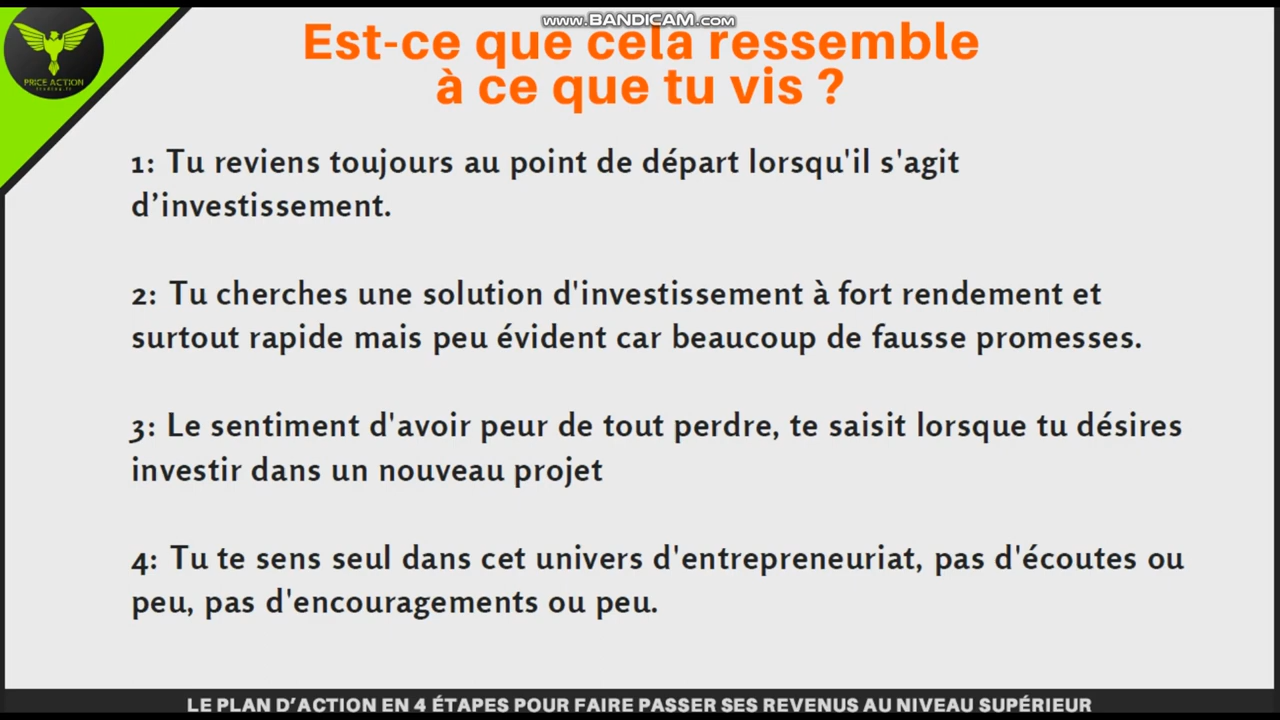 www.BANDICAM.com
Est-ce que cela ressemble
à ce que tu vis ?
PRICE ACTION
trading.fr
1: Tu reviens toujours au point de départ lorsqu'il s'agit
d’investissement.
2: Tu cherches une solution d'investissement à fort rendement et
surtout rapide mais peu évident car beaucoup de fausse promesses.
3: Le sentiment d'avoir peur de tout perdre, te saisit lorsque tu désires
investir dans un nouveau projet
4: Tu te sens seul dans cet univers d'entrepreneuriat, pas d'écoutes ou
peu, pas d'encouragements ou peu.
LE PLAN D’ACTION EN 4 ÉTAPES POUR FAIRE PASSER SES REVENUS AU NIVEAU SUPÉRIEUR